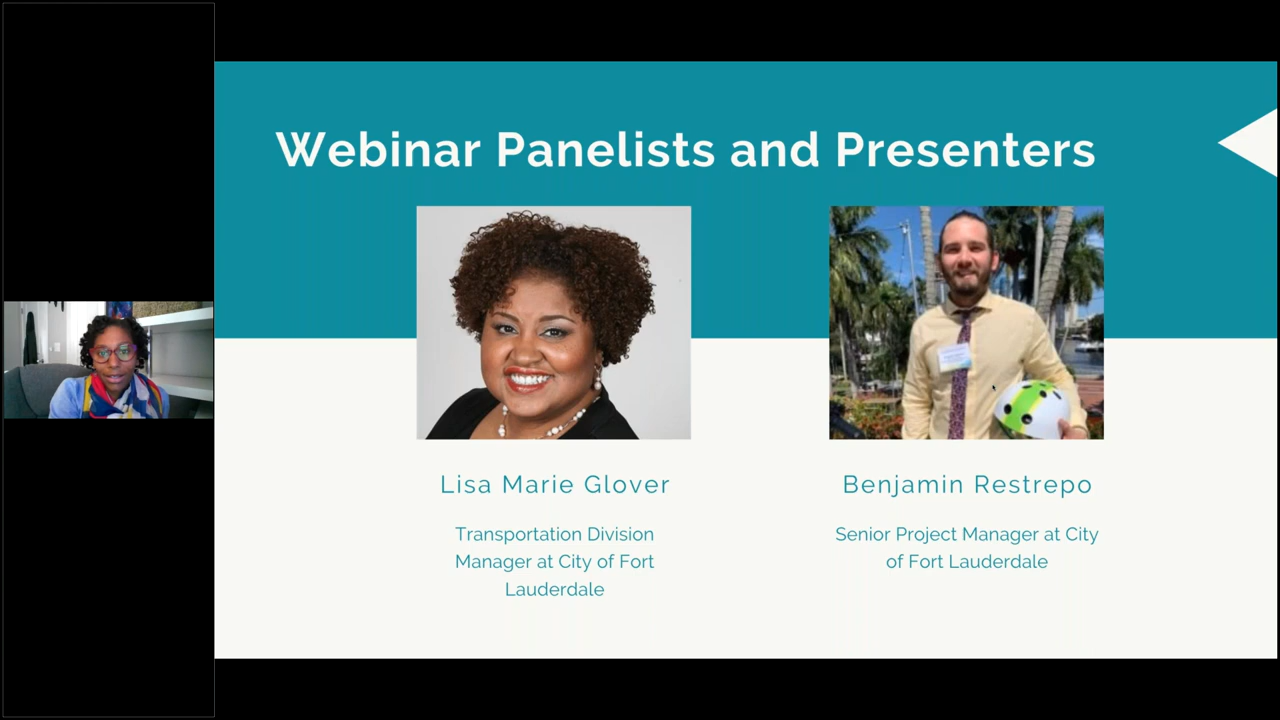 Webinar Panelists and Presenters
Lisa Marie Glover
Transportation Division
Manager at City of Fort
Lauderdale
Benjamin Restrepo
Senior Project Manager at City
of Fort Lauderdale